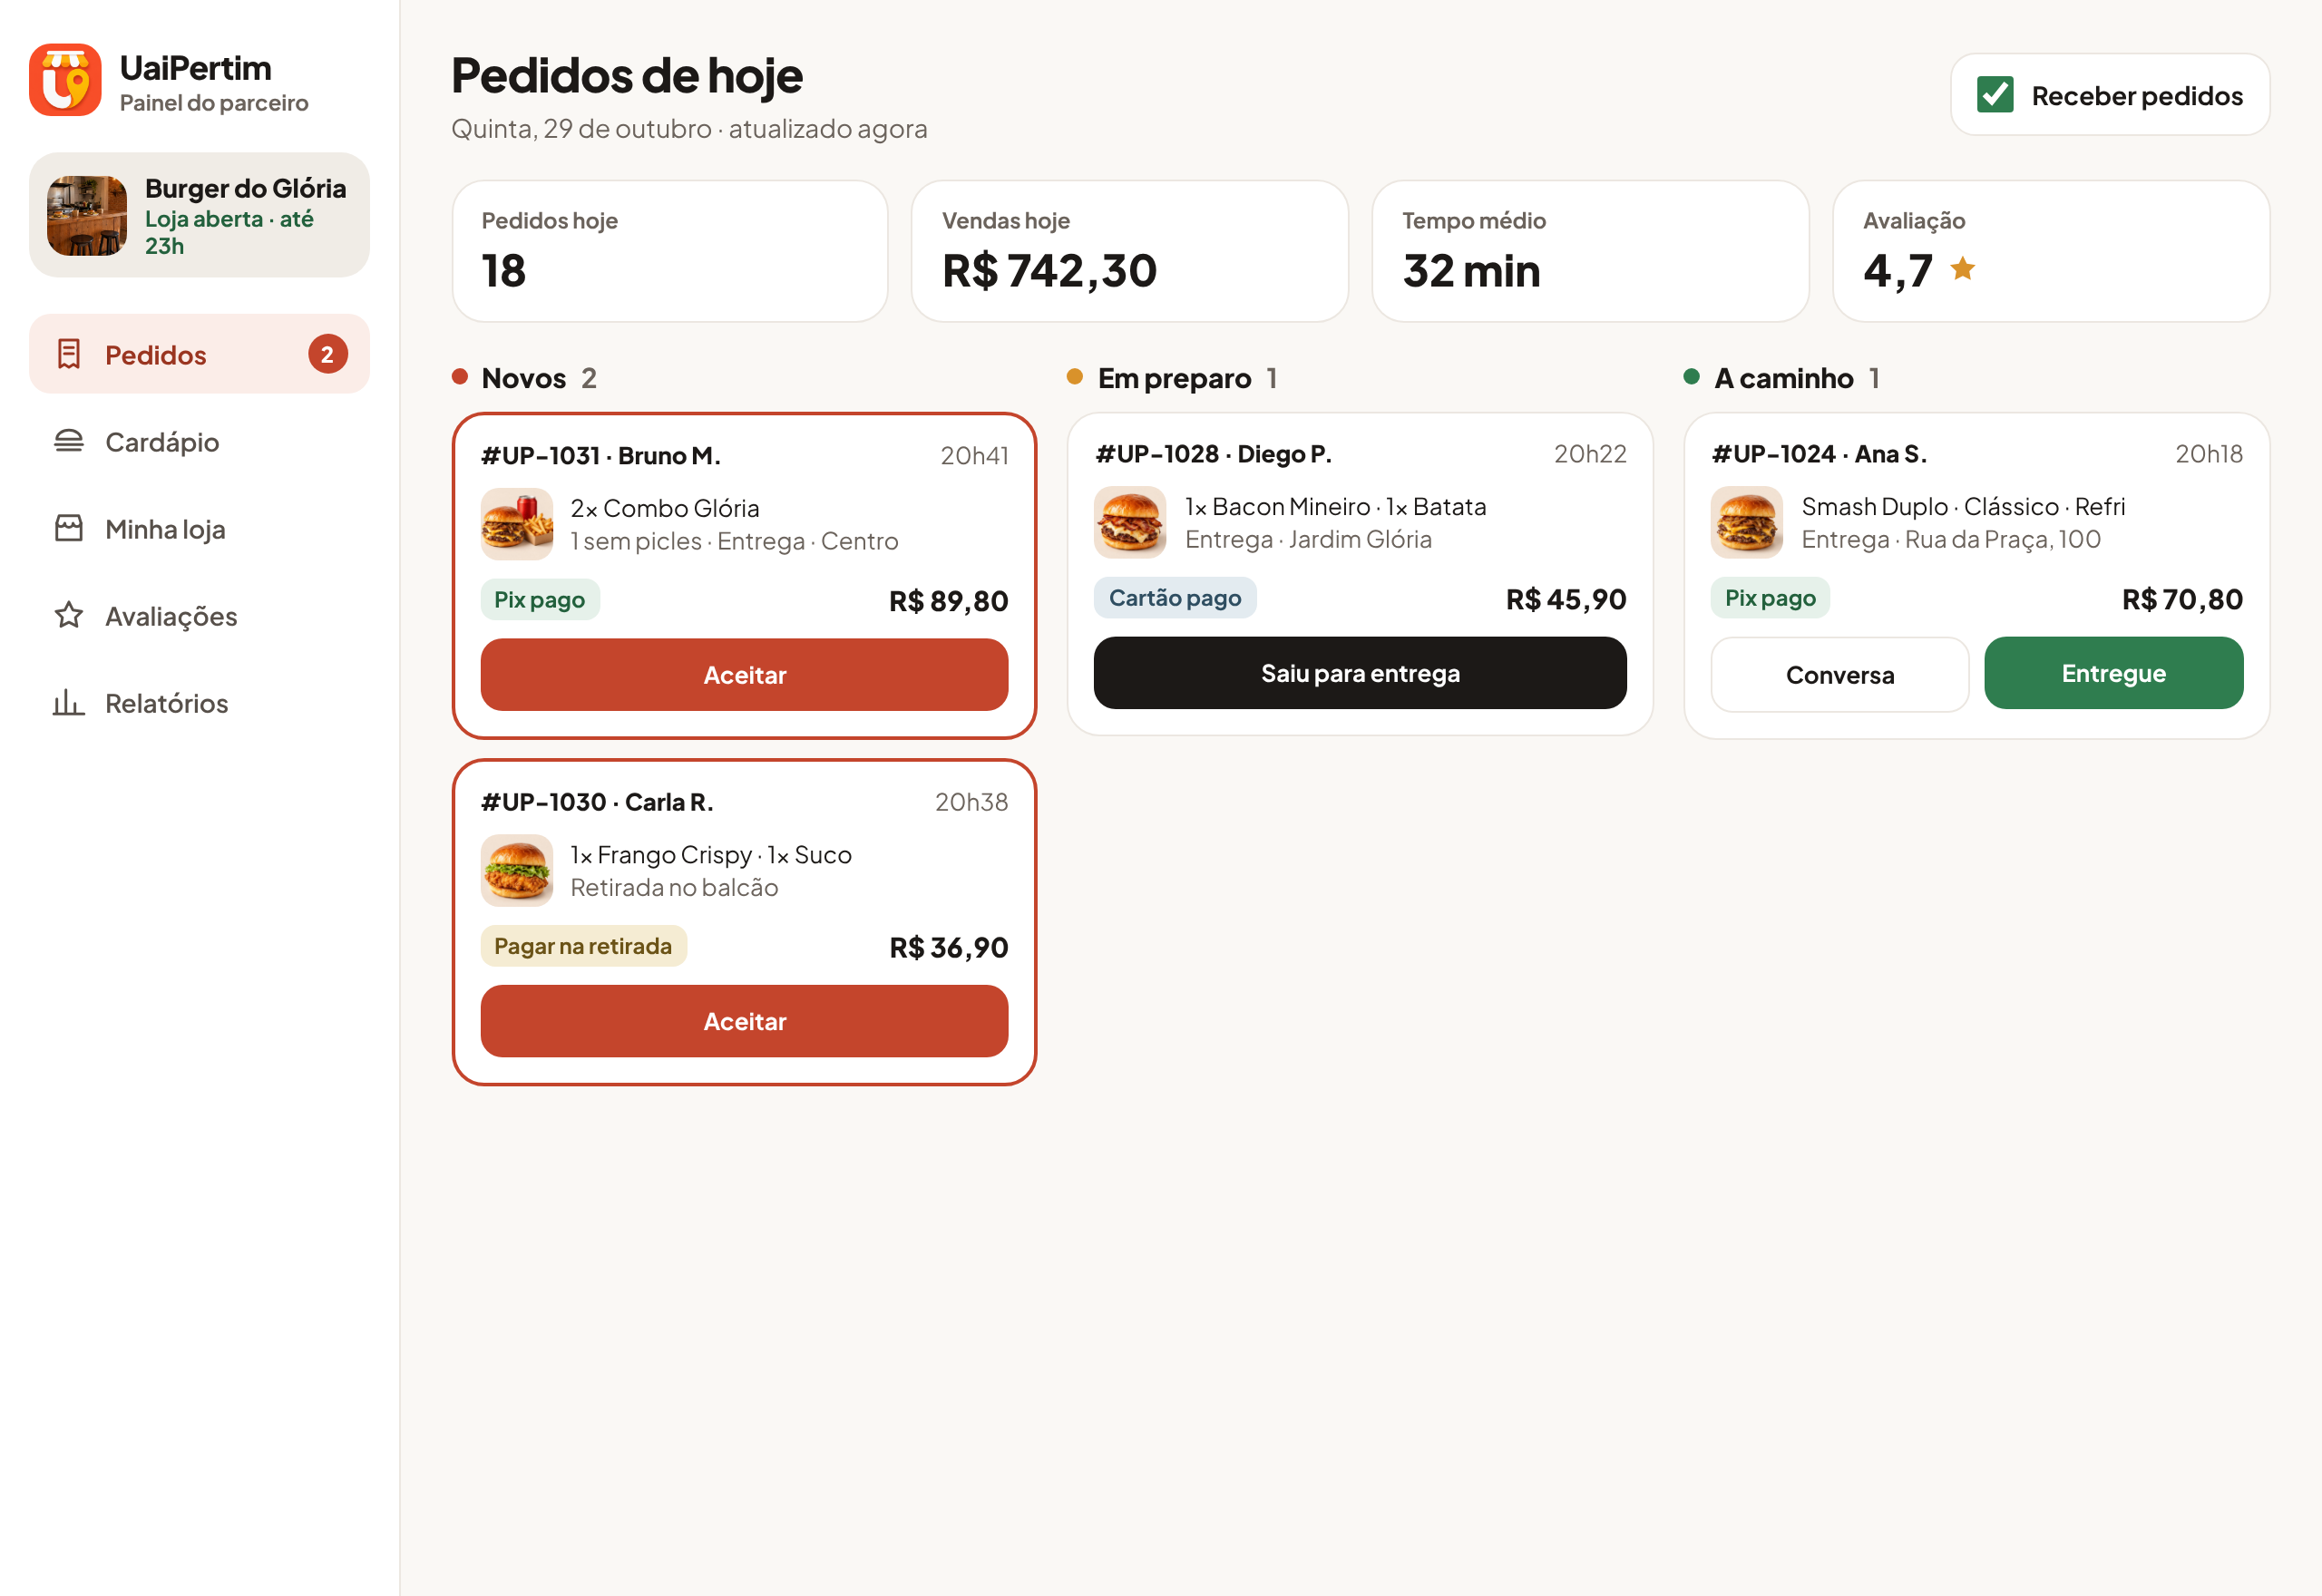 UaiPertim
Painel do parceiro
Burger do Glória
Loja aberta · até
23h
Pedidos
2
Cardápio
Minha loja
Avaliações
Relatórios
Pedidos de hoje
Quinta, 29 de outubro · atualizado agora
Receber pedidos
Pedidos hoje
18
Vendas hoje
R$ 742,30
Tempo médio
32 min
Avaliação
4,7
Novos 2
#UP-1031 · Bruno M. 20h41
2× Combo Glória
1 sem picles · Entrega · Centro
Pix pago R$ 89,80
Aceitar
#UP-1030 · Carla R. 20h38
1× Frango Crispy · 1× Suco
Retirada no balcão
Pagar na retirada R$ 36,90
Aceitar
Em preparo 1
#UP-1028 · Diego P. 20h22
1× Bacon Mineiro · 1× Batata
Entrega · Jardim Glória
Cartão pago R$ 45,90
Saiu para entrega
A caminho 1
#UP-1024 · Ana S. 20h18
Smash Duplo · Clássico · Refri
Entrega · Rua da Praça, 100
Pix pago R$ 70,80
Conversa
Entregue